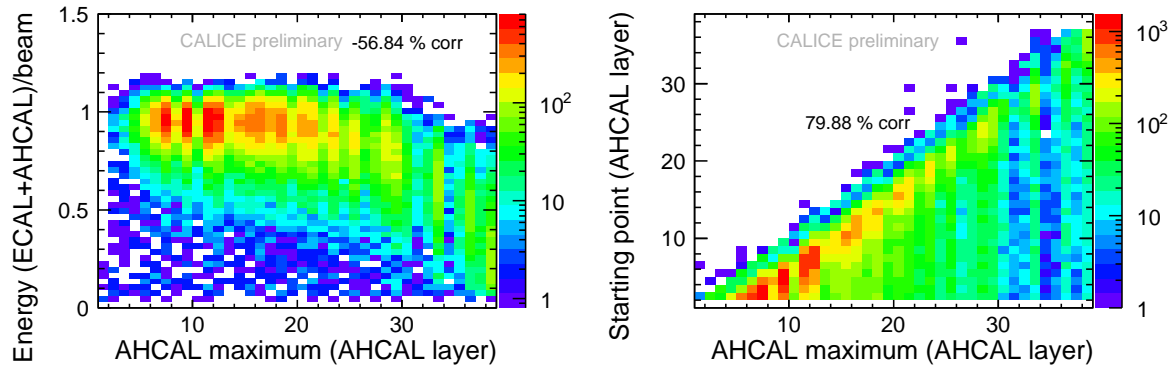 Energy (ECAL+AHCAL)/beam
1.5
1
0.5
0
CALICE preliminary
-56.84 % corr
10 20 30
AHCAL maximum (AHCAL layer)
10²
10
1
Starting point (AHCAL layer)
30
20
10
CALICE preliminary
79.88 % corr
10 20 30
AHCAL maximum (AHCAL layer)
10³
10²
10
1